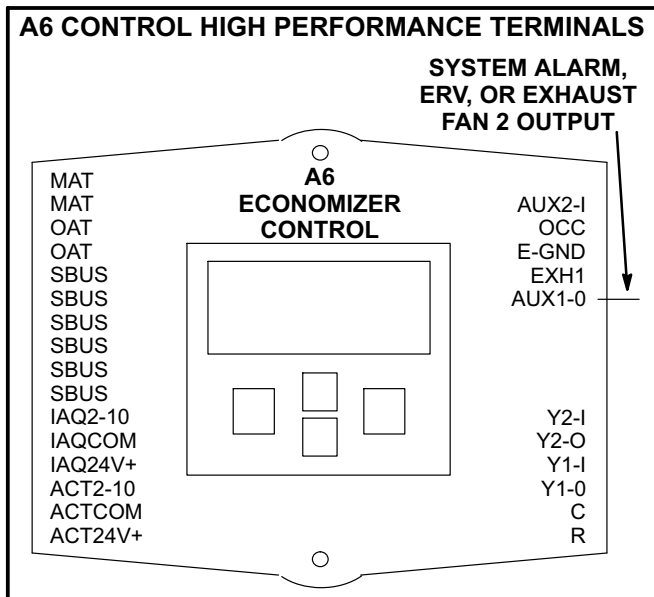 A6 CONTROL HIGH PERFORMANCE TERMINALS
SYSTEM ALARM,
ERV, OR EXHAUST
FAN 2 OUTPUT
A6
ECONOMIZER
CONTROL
MAT
MAT
OAT
OAT
SBUS
SBUS
SBUS
SBUS
SBUS
SBUS
IAQ2-10
IAQCOM
IAQ24V+
ACT2-10
ACTCOM
ACT24V+
AUX2-I
OCC
E-GND
EXH1
AUX1-0
Y2-I
Y2-O
Y1-I
Y1-0
C
R